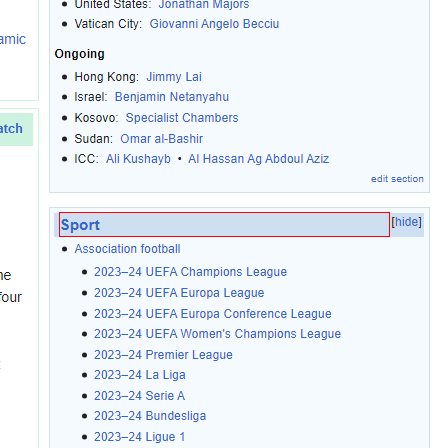 United States: Jonathan Majors
Vatican City: Giovanni Angelo Becciu
amic
Ongoing
Hong Kong: Jimmy Lai
Israel: Benjamin Netanyahu
Kosovo: Specialist Chambers
atch
Sudan: Omar al-Bashir
ICC: Ali Kushayb • Al Hassan Ag Abdoul Aziz
edit section
Sport [hide]
Association football
2023–24 UEFA Champions League
ne
2023–24 UEFA Europa League
four
2023–24 UEFA Europa Conference League
2023–24 UEFA Women's Champions League
2023–24 Premier League
2023–24 La Liga
2023–24 Serie A
2023–24 Bundesliga
2023–24 Ligue 1